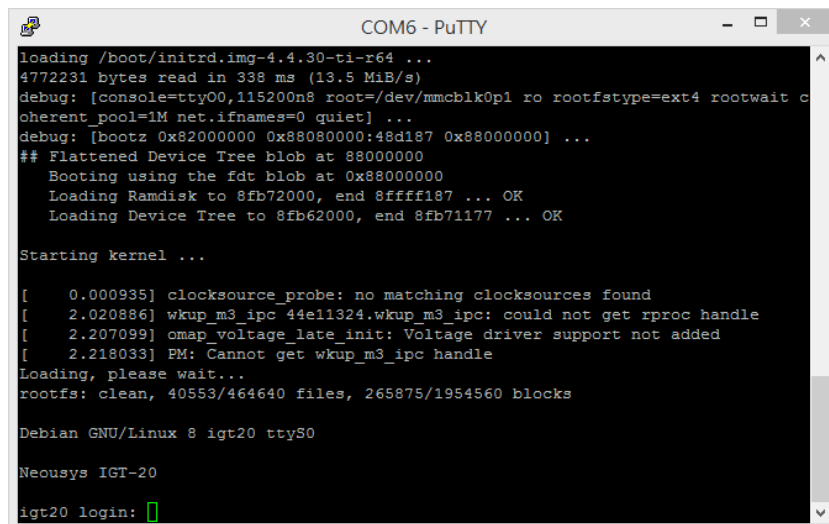 COM6 - PuTTY
loading /boot/initrd.img-4.4.30-ti-r64 ...
4772231 bytes read in 338 ms (13.5 MiB/s)
debug: [console=ttyO0,115200n8 root=/dev/mmcblk0p1 ro rootfstype=ext4 rootwait c
oherent_pool=1M net.ifnames=0 quiet] ...
debug: [bootz 0x82000000 0x88080000:48d187 0x88000000] ...
## Flattened Device Tree blob at 88000000
   Booting using the fdt blob at 0x88000000
   Loading Ramdisk to 8fb72000, end 8ffff187 ... OK
   Loading Device Tree to 8fb62000, end 8fb71177 ... OK
Starting kernel ...
[    0.000935] clocksource_probe: no matching clocksources found
[    2.020886] wkup_m3_ipc 44e11324.wkup_m3_ipc: could not get rproc handle
[    2.207099] omap_voltage_late_init: Voltage driver support not added
[    2.218033] PM: Cannot get wkup_m3_ipc handle
Loading, please wait...
rootfs: clean, 40553/464640 files, 265875/1954560 blocks
Debian GNU/Linux 8 igt20 ttyS0
Neousys IGT-20
igt20 login: